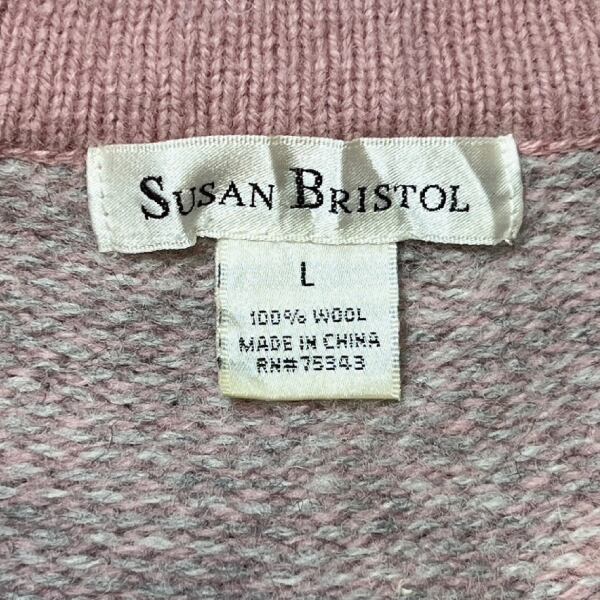 SUSAN BRISTOL
L
100% WOOL
MADE IN CHINA
RN#75343